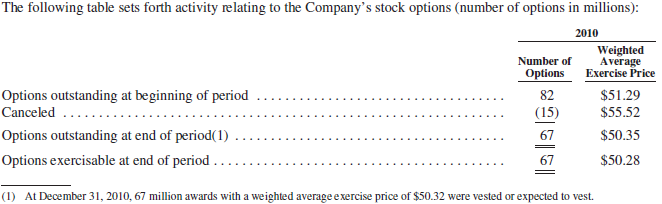 The following table sets forth activity relating to the Company's stock options (number of options in millions):
2010
Number of Options Weighted Average Exercise Price
Options outstanding at beginning of period . . . . . . . . . . . . . . . . . . . . . . . . . . . . . . . . . . . 82 $51.29
Canceled . . . . . . . . . . . . . . . . . . . . . . . . . . . . . . . . . . . . . . . . . . . . . . . . . . . . . . . . . . . . . (15) $55.52
Options outstanding at end of period(1) . . . . . . . . . . . . . . . . . . . . . . . . . . . . . . . . . . . . . 67 $50.35
Options exercisable at end of period . . . . . . . . . . . . . . . . . . . . . . . . . . . . . . . . . . . . . . . . 67 $50.28
(1) At December 31, 2010, 67 million awards with a weighted average exercise price of $50.32 were vested or expected to vest.